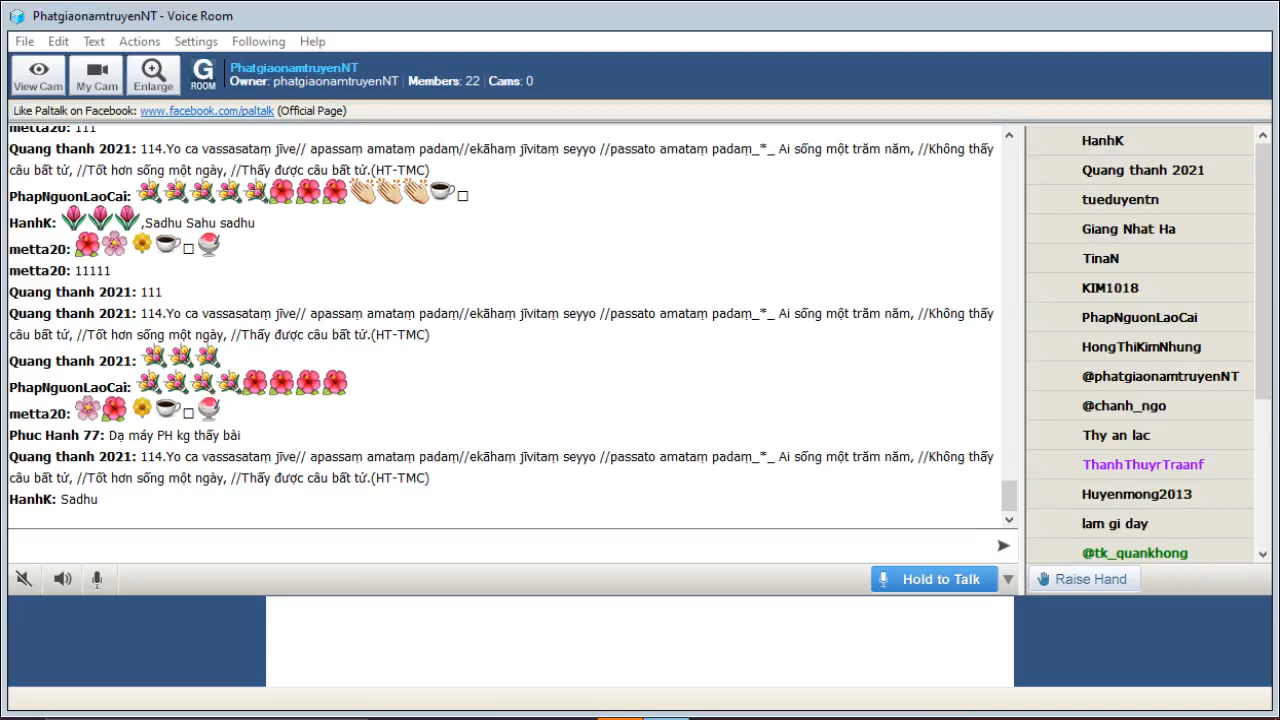 PhatgiaonamtruyenNT - Voice Room
File Edit Text Actions Settings Following Help
View Cam My Cam Enlarge G ROOM PhatgiaonamtruyenNT
Owner: phatgiaonamtruyenNT | Members: 22 | Cams: 0
Like Paltalk on Facebook: www.facebook.com/paltalk (Official Page)
metta20: 111
Quang thanh 2021: 114.Yo ca vassasataṃ jīve// apassaṃ amataṃ padaṃ//ekāhaṃ jīvitaṃ seyyo //passato amataṃ padaṃ_*_ Ai sống một trăm năm, //Không thấy
câu bất tử, //Tốt hơn sống một ngày, //Thấy được câu bất tử.(HT-TMC)
PhapNguonLaoCai:
HanhK: ,Sadhu Sahu sadhu
metta20:
metta20: 11111
Quang thanh 2021: 111
Quang thanh 2021: 114.Yo ca vassasataṃ jīve// apassaṃ amataṃ padaṃ//ekāhaṃ jīvitaṃ seyyo //passato amataṃ padaṃ_*_ Ai sống một trăm năm, //Không thấy
câu bất tử, //Tốt hơn sống một ngày, //Thấy được câu bất tử.(HT-TMC)
Quang thanh 2021:
PhapNguonLaoCai:
metta20:
Phuc Hanh 77: Dạ máy PH kg thấy bài
Quang thanh 2021: 114.Yo ca vassasataṃ jīve// apassaṃ amataṃ padaṃ//ekāhaṃ jīvitaṃ seyyo //passato amataṃ padaṃ_*_ Ai sống một trăm năm, //Không thấy
câu bất tử, //Tốt hơn sống một ngày, //Thấy được câu bất tử.(HT-TMC)
HanhK: Sadhu
HanhK
Quang thanh 2021
tueduyentn
Giang Nhat Ha
TinaN
KIM1018
PhapNguonLaoCai
HongThiKimNhung
@phatgiaonamtruyenNT
@chanh_ngo
Thy an lac
ThanhThuyrTraanf
Huyenmong2013
lam gi day
@tk_quankhong
Hold to Talk
Raise Hand